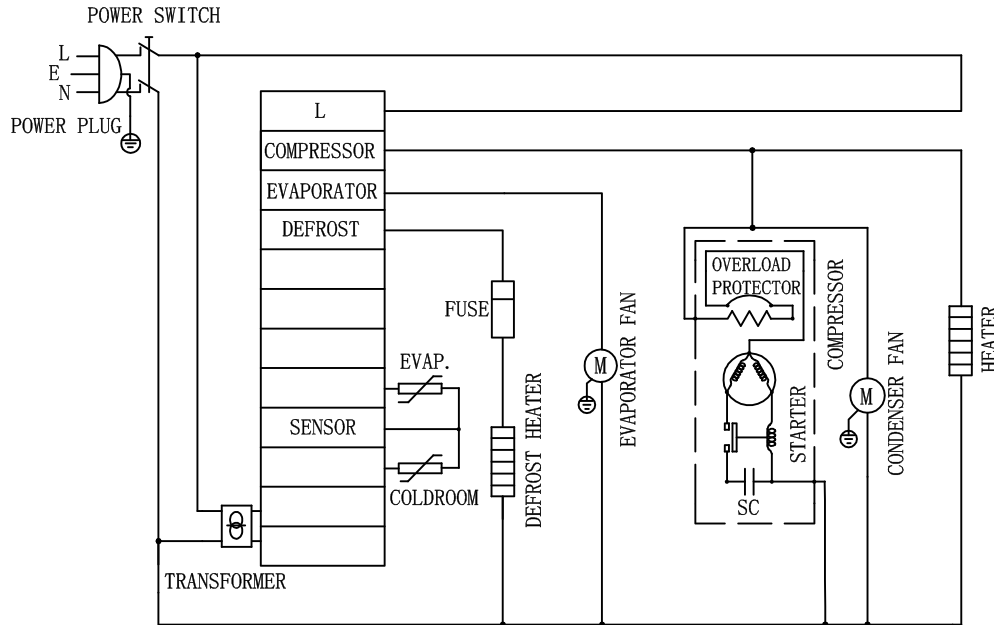 POWER SWITCH
L
E
N
POWER PLUG
L
COMPRESSOR
EVAPORATOR
DEFROST
SENSOR
TRANSFORMER
EVAP.
COLDROOM
FUSE
DEFROST HEATER
M
EVAPORATOR FAN
OVERLOAD
PROTECTOR
COMPRESSOR
STARTER
SC
M
CONDENSER FAN
HEATER